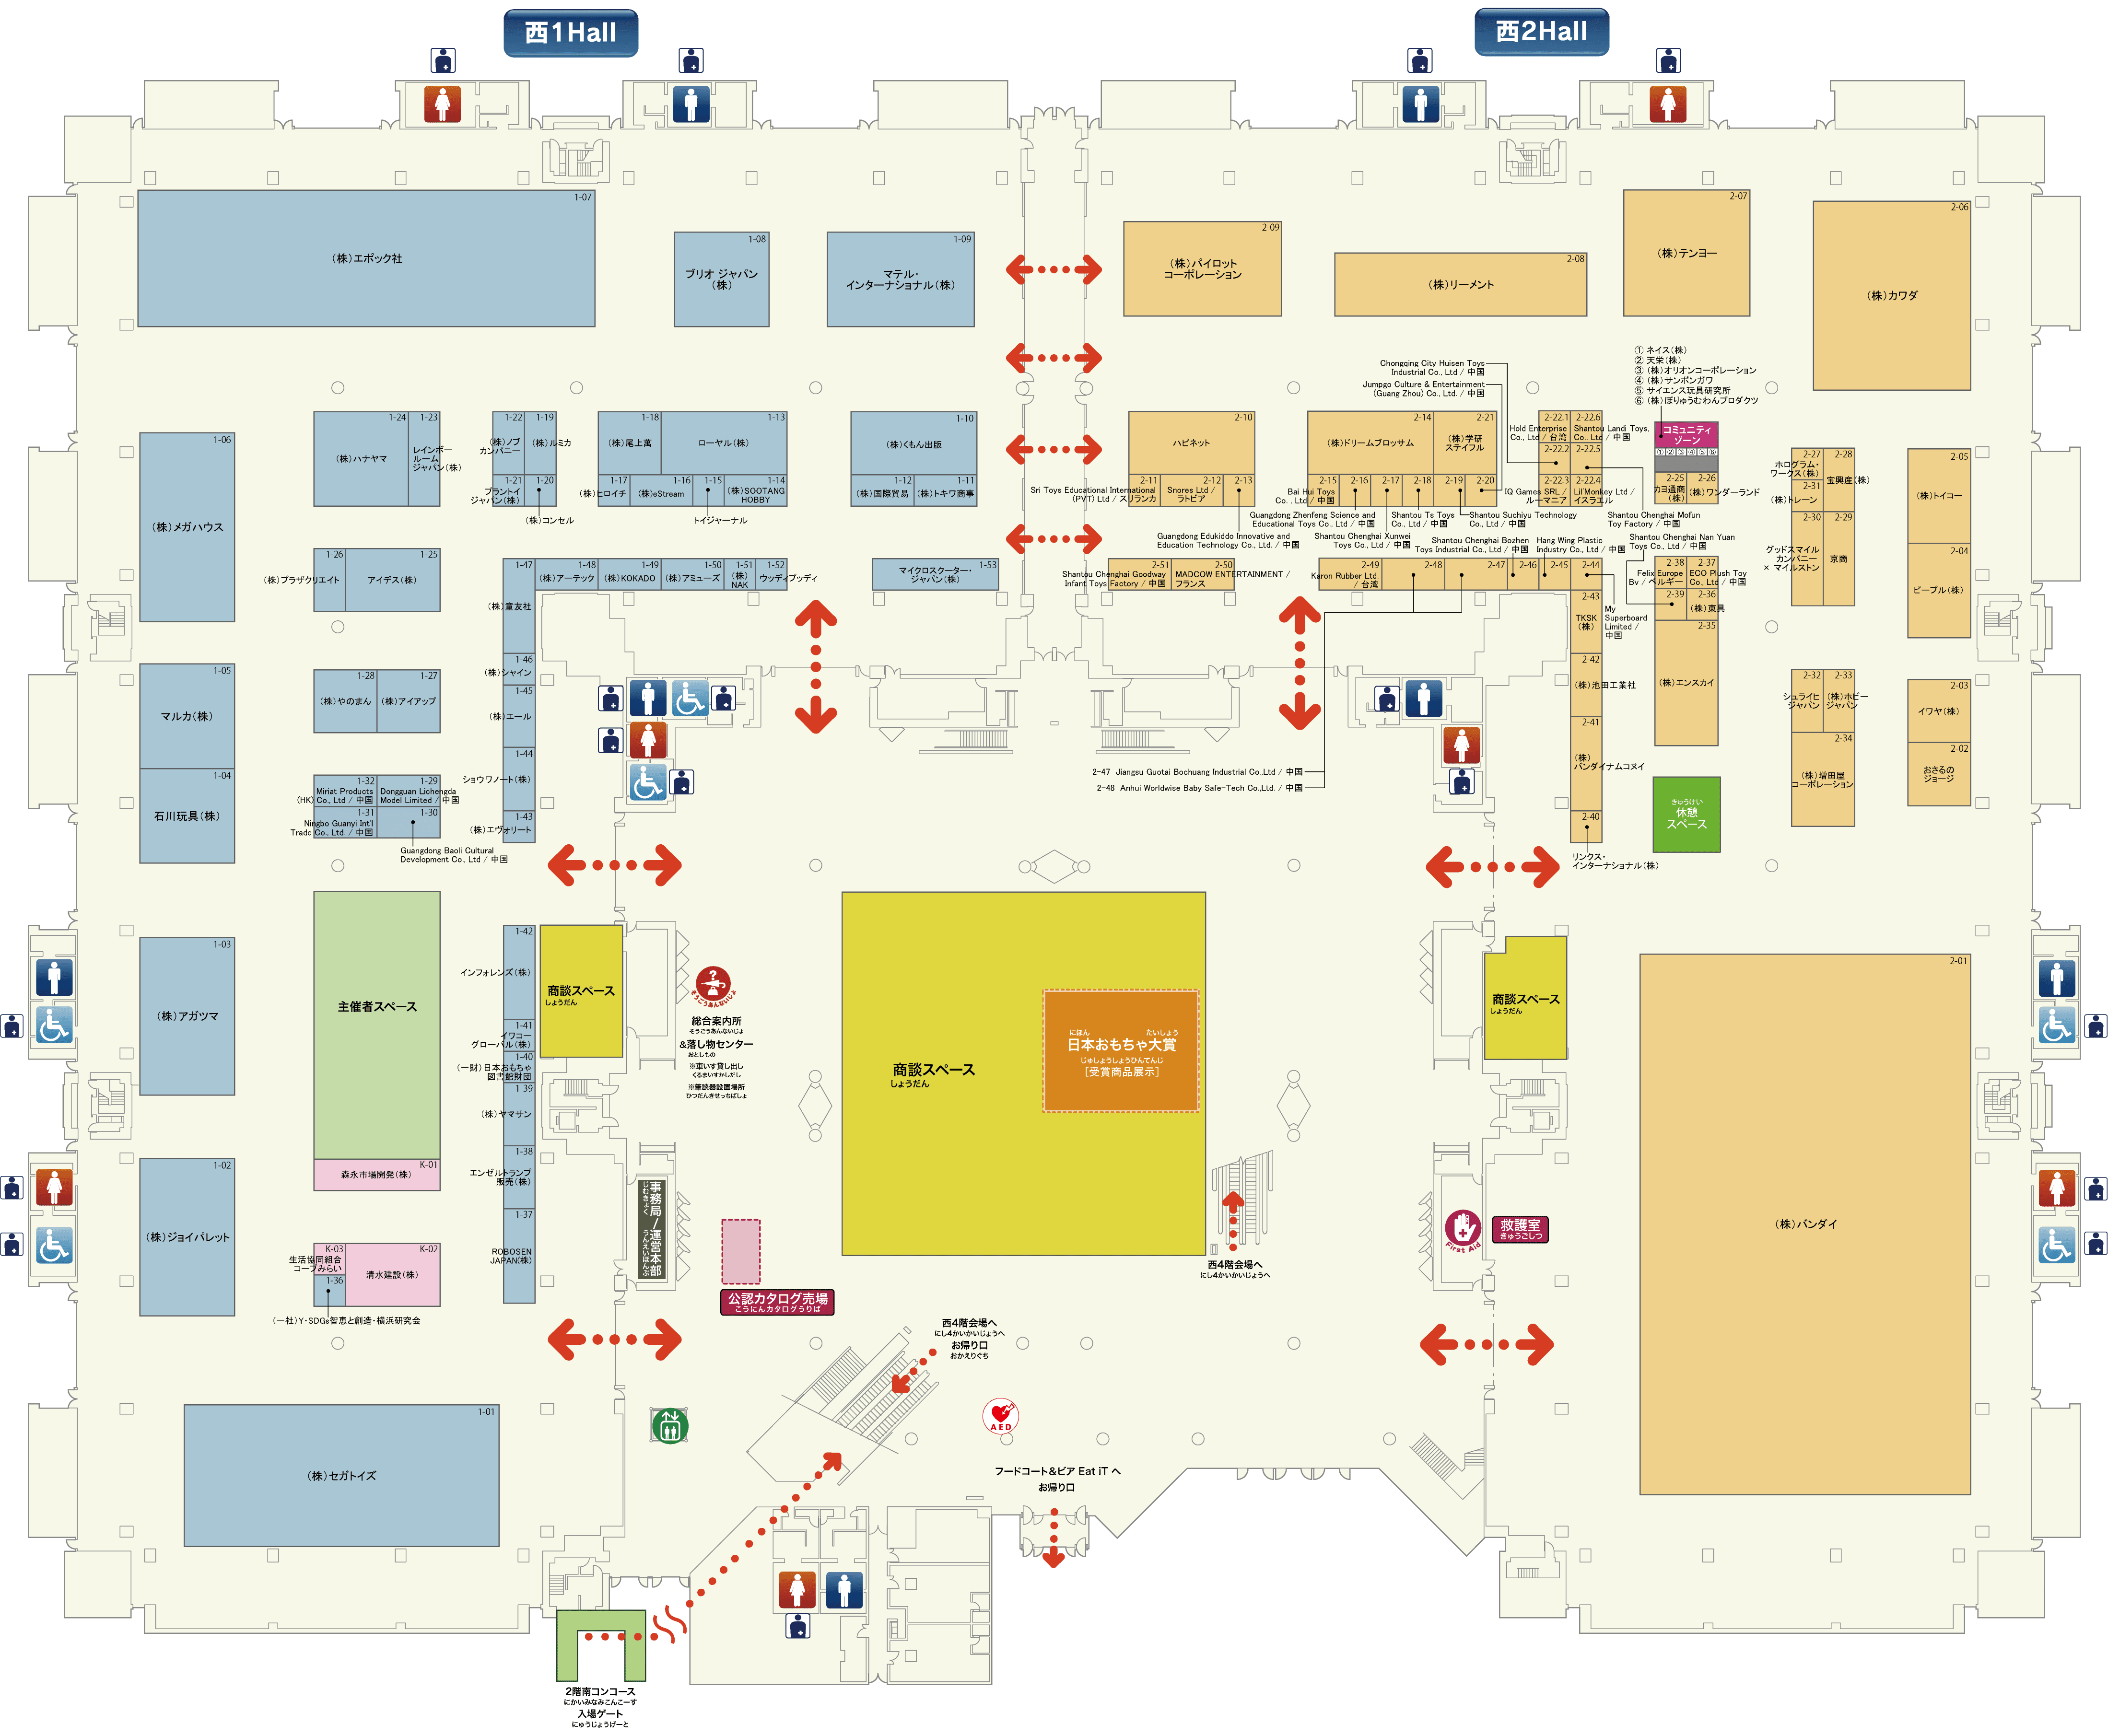 西1Hall
西2Hall
1-07
(株)エポック社
1-08
ブリオ ジャパン
(株)
1-09
マテル・
インターナショナル(株)
2-09
(株)パイロット
コーポレーション
2-08
(株)リーメント
2-07
(株)テンヨー
2-06
(株)カワダ
1-06
(株)メガハウス
1-24
(株)ハナヤマ
1-23
レインボー
ルーム
ジャパン(株)
1-22
(株)ノブ
カンパニー
1-19
(株)ルミカ
1-21
プラントイ
ジャパン(株)
1-20
(株)コンセル
1-18
(株)尾上萬
1-13
ローヤル(株)
1-17
(株)ヒロイチ
1-16
(株)eStream
1-15
トイジャーナル
1-14
(株)SOOTANG
HOBBY
1-10
(株)くもん出版
1-12
(株)国際貿易
1-11
(株)トキワ商事
1-26
(株)プラザクリエイト
1-25
アイデス(株)
1-47
(株)童友社
1-48
(株)アーテック
1-49
(株)KOKADO
1-50
(株)アミューズ
1-51
(株)
NAK
1-52
ウッディプッディ
1-53
マイクロスクーター・
ジャパン(株)
1-46
(株)シャイン
1-45
(株)エール
1-44
ショウワノート(株)
1-43
(株)エヴォリート
1-05
マルカ(株)
1-04
石川玩具(株)
1-28
(株)やのまん
1-27
(株)アイアップ
1-32
Miriat Products
(HK) Co., Ltd / 中国
1-29
Dongguan Lichengda
Model Limited / 中国
1-31
Ningbo Guanyi Int'l
Trade Co., Ltd. / 中国
1-30
Guangdong Baoli Cultural
Development Co., Ltd / 中国
1-03
(株)アガツマ
主催者スペース
K-01
森永市場開発(株)
1-42
インフォレンズ(株)
1-41
イワコー
グローバル(株)
1-40
(一財)日本おもちゃ
図書館財団
1-39
(株)ヤマサン
1-38
エンゼルトランプ
販売(株)
1-37
ROBOSEN
JAPAN(株)
1-02
(株)ジョイパレット
K-03
生活協同組合
コープみらい
K-02
清水建設(株)
1-36
(一社)Y・SDGs智恵と創造・横浜研究会
1-01
(株)セガトイズ
商談スペース
しょうだん
総合案内所
そうごうあんないじょ
&落し物センター
おとしもの
※車いす貸し出し
くるまいすかしだし
※筆談器設置場所
ひつだんきせっちばしょ
?
そうごうあんないじょ
事務局/運営本部
じむきょく うんえいほんぶ
公認カタログ売場
こうにんカタログうりば
商談スペース
しょうだん
にほん たいしょう
日本おもちゃ大賞
じゅしょうしょうひんてんじ
[受賞商品展示]
西4階会場へ
にし4かいかいじょうへ
西4階会場へ
にし4かいかいじょうへ
お帰り口
おかえりぐち
AED
フードコート&ピア Eat iT へ
お帰り口
2階南コンコース
にかいみなみこんこーす
入場ゲート
にゅうじょうげーと
2-10
ハピネット
2-11
Sri Toys Educational International
(PVT) Ltd / スリランカ
2-12
Snores Ltd /
ラトビア
2-13
Guangdong Edukiddo Innovative and
Education Technology Co., Ltd. / 中国
2-14
(株)ドリームブロッサム
2-21
(株)学研
ステイフル
2-15
Bai Hui Toys
Co., Ltd / 中国
2-16
Guangdong Zhenfeng Science and
Educational Toys Co., Ltd / 中国
2-17
Shantou Chenghai Xunwei
Toys Co., Ltd / 中国
2-18
Shantou Ts Toys
Co., Ltd / 中国
2-19
Shantou Suchiyu Technology
Co., Ltd / 中国
2-20
Chongqing City Huisen Toys
Industrial Co., Ltd / 中国
Jumpgo Culture & Entertainment
(Guang Zhou) Co., Ltd / 中国
2-22.1
Hold Enterprise
Co., Ltd / 台湾
2-22.6
Shantou Landi Toys.
Co., Ltd / 中国
2-22.2
2-22.5
2-22.3
IQ Games SRL /
ルーマニア
2-22.4
Lil'Monkey Ltd /
イスラエル
Shantou Chenghai Mofun
Toy Factory / 中国
① ネイス(株)
② 天栄(株)
③ (株)オリオンコーポレーション
④ (株)サンポンガワ
⑤ サイエンス玩具研究所
⑥ (株)ぼりゅうむわんプロダクツ
コミュニティ
ゾーン
1 2 3 4 5 6
2-25
カヨ通商
(株)
2-26
(株)ワンダーランド
2-27
ホログラム・
ワークス(株)
2-28
宝興産(株)
2-31
(株)トレーン
2-30
グッドスマイル
カンパニー
× マイルストン
2-29
京商
2-05
(株)トイコー
2-04
ピープル(株)
2-51
Shantou Chenghai Goodway
Infant Toys Factory / 中国
2-50
MADCOW ENTERTAINMENT /
フランス
2-49
Karon Rubber Ltd.
/ 台湾
2-48
2-47
2-46
Shantou Chenghai Bozhen
Toys Industrial Co., Ltd / 中国
2-45
Hang Wing Plastic
Industry Co., Ltd / 中国
2-44
My
Superboard
Limited /
中国
Shantou Chenghai Nan Yuan
Toys Co., Ltd / 中国
2-38
Felix Europe
Bv / ベルギー
2-37
ECO Plush Toy
Co., Ltd / 中国
2-39
2-36
(株)東具
2-35
(株)エンスカイ
2-43
TKSK
(株)
2-42
(株)池田工業社
2-41
(株)
バンダイナムコヌイ
2-40
リンクス・
インターナショナル(株)
2-47 Jiangsu Guotai Bochuang Industrial Co.,Ltd / 中国
2-48 Anhui Worldwise Baby Safe-Tech Co.,Ltd. / 中国
2-32
シュライヒ
ジャパン
2-33
(株)ホビー
ジャパン
2-34
(株)増田屋
コーポレーション
2-03
イワヤ(株)
2-02
おさるの
ジョージ
きゅうけい
休憩
スペース
商談スペース
しょうだん
First Aid
救護室
きゅうごしつ
2-01
(株)バンダイ